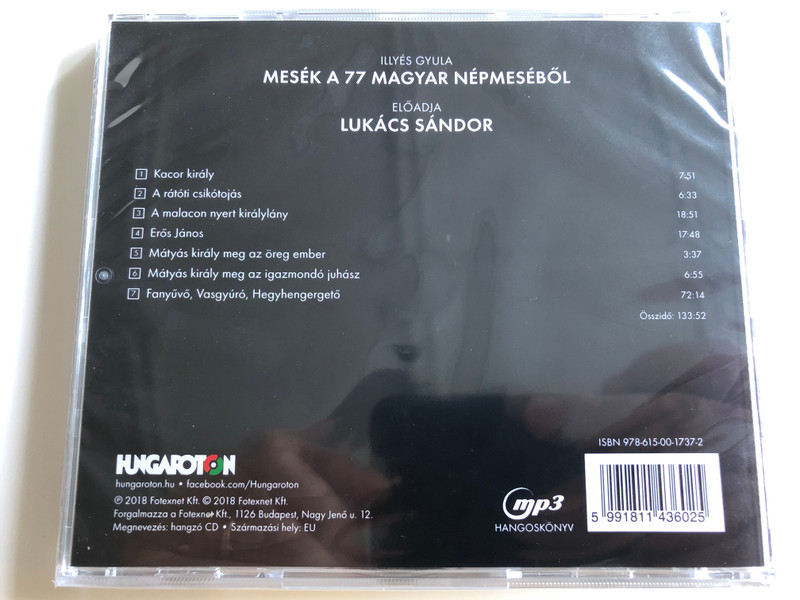 ILLYÉS GYULA
MESÉK A 77 MAGYAR NÉPMESÉBŐL
ELŐADJA
LUKÁCS SÁNDOR
1 Kacor király 7:51
2 A rátóti csikótojás 6:33
3 A malacon nyert királylány 18:51
4 Erős János 17:48
5 Mátyás király meg az öreg ember 3:37
6 Mátyás király meg az igazmondó juhász 6:55
7 Fanyűvő, Vasgyúró, Hegyhengergető 72:14
Összidő: 133:52
HUNGAROTON
hungaroton.hu • facebook.com/Hungaroton
℗ 2018 Fotexnet Kft. © 2018 Fotexnet Kft.
Forgalmazza a Fotexnet Kft., 1126 Budapest, Nagy Jenő u. 12.
Megnevezés: hangzó CD • Származási hely: EU
mp3
HANGOSKÖNYV
ISBN 978-615-00-1737-2
5 991811 436025